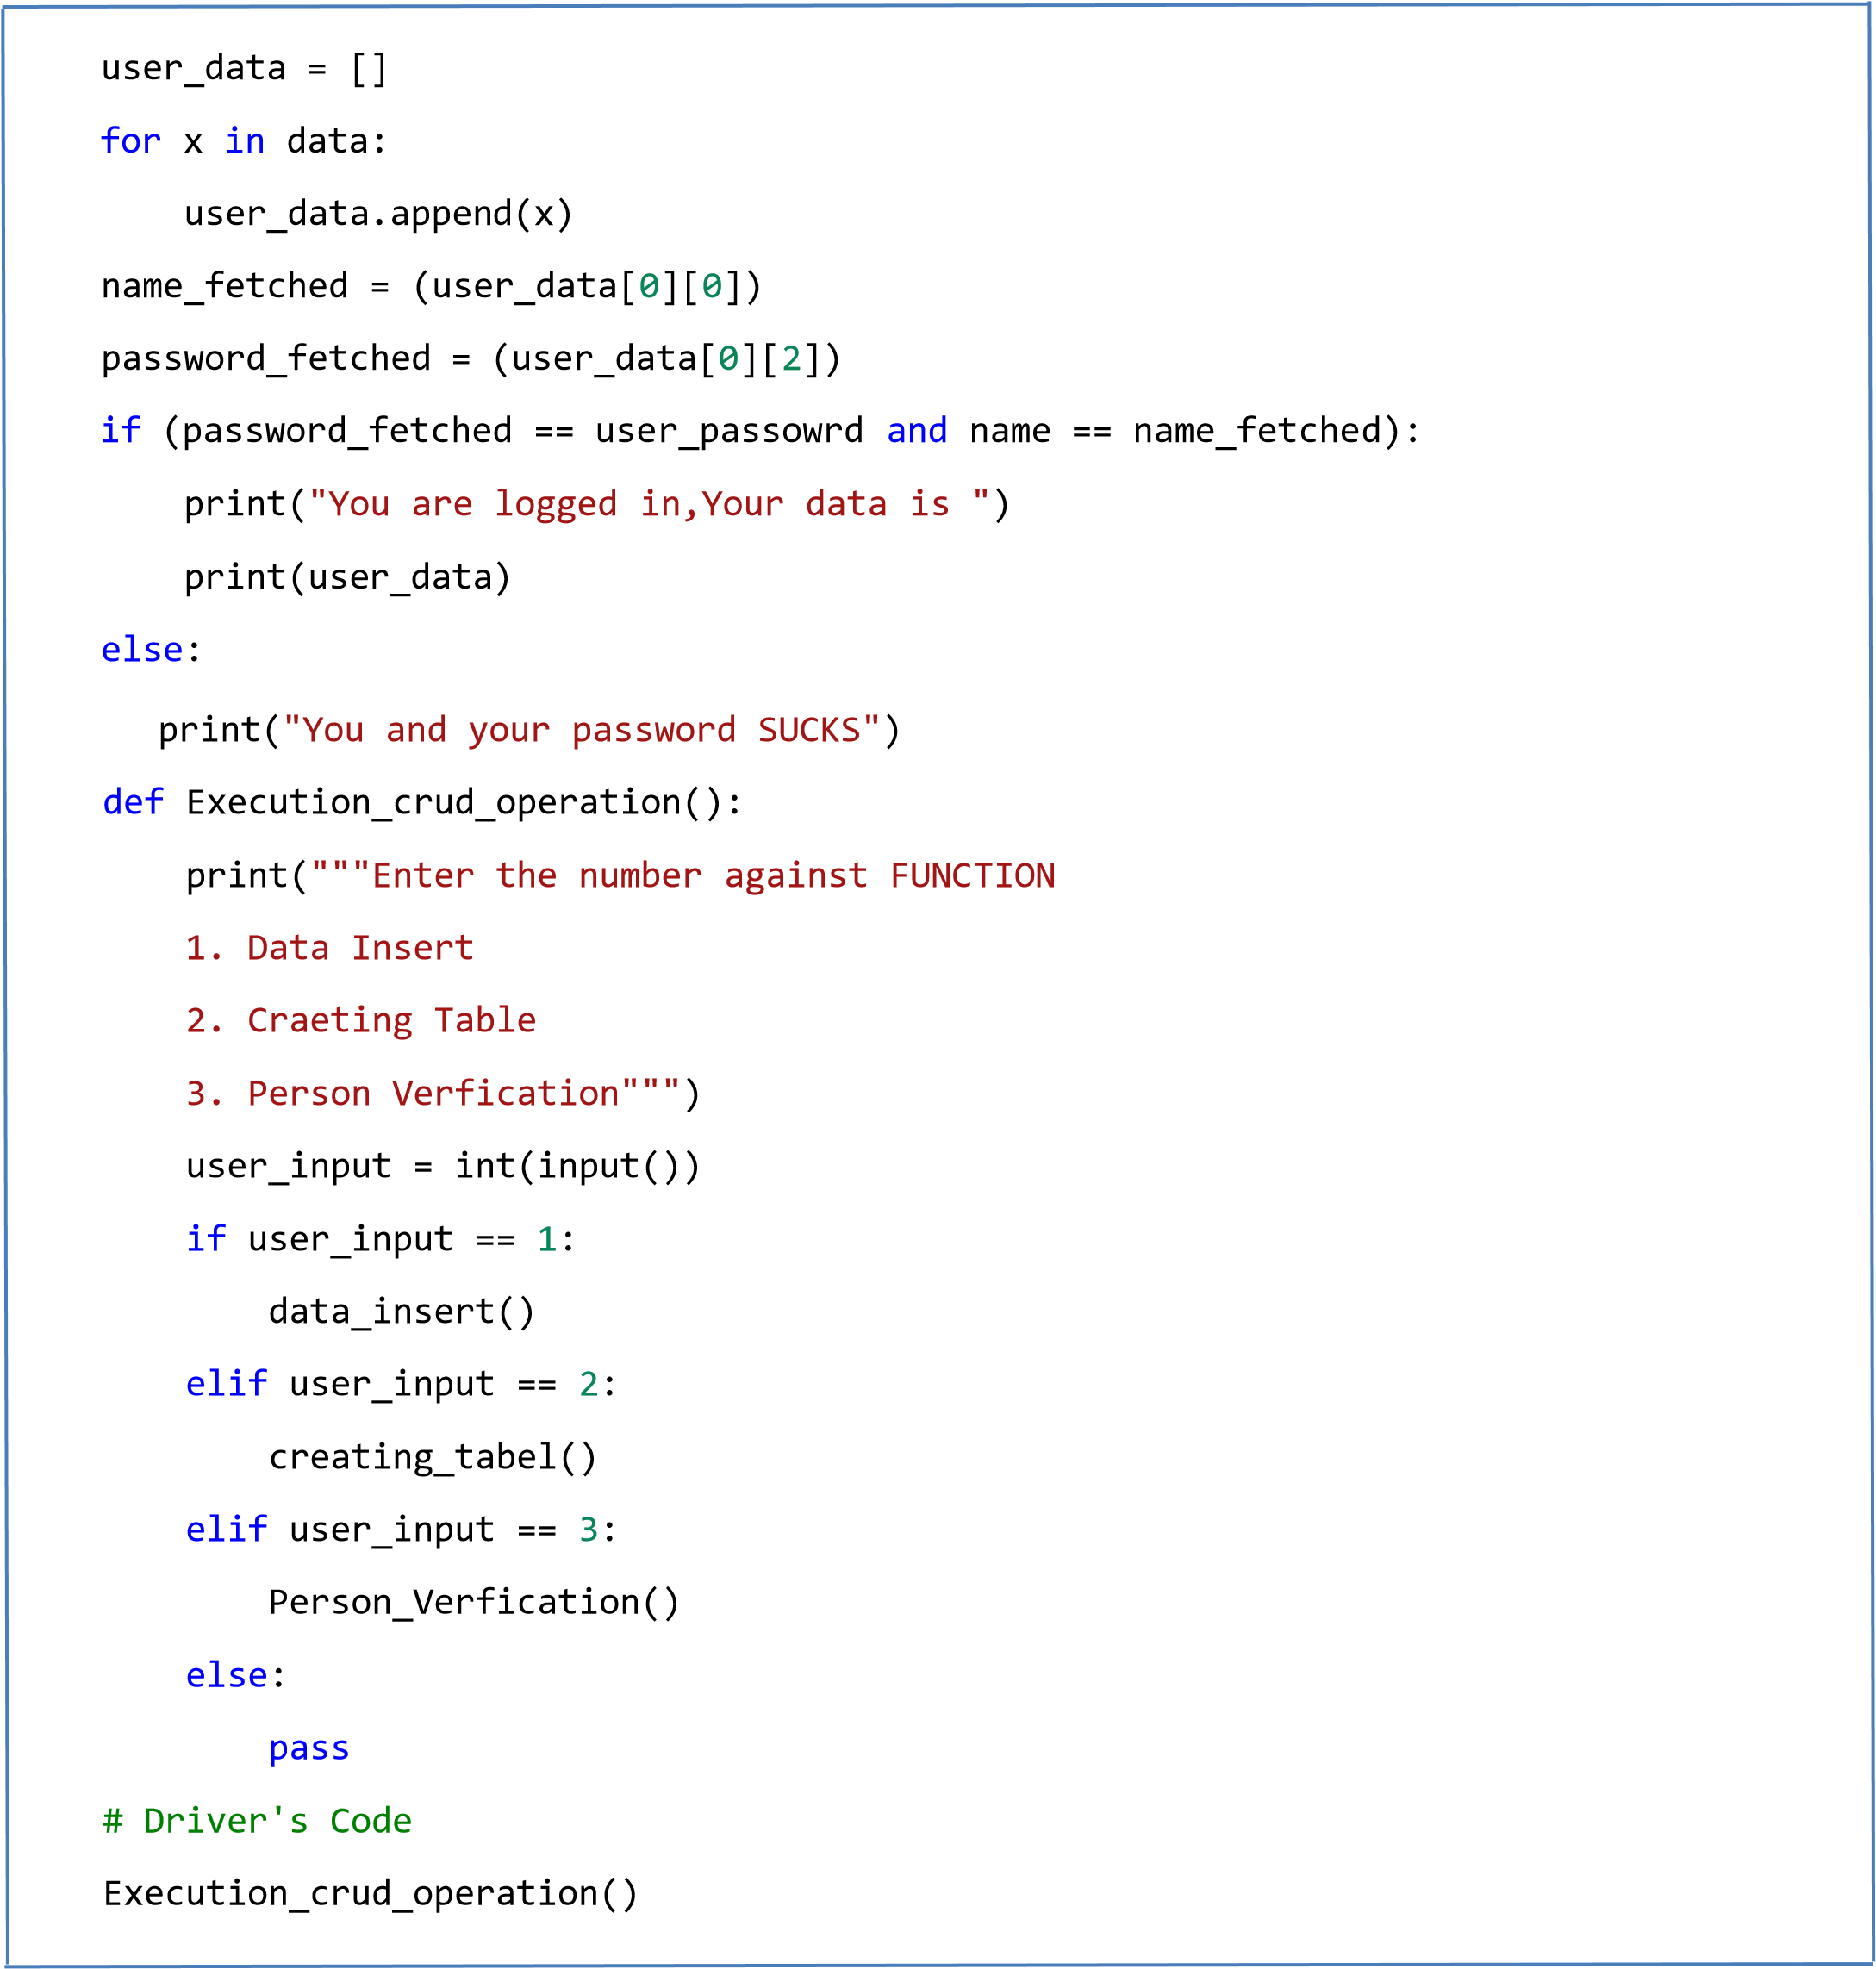 user_data = []
for x in data:
    user_data.append(x)
name_fetched = (user_data[0][0])
password_fetched = (user_data[0][2])
if (password_fetched == user_passowrd and name == name_fetched):
    print("You are logged in,Your data is ")
    print(user_data)
else:
   print("You and your password SUCKS")
def Execution_crud_operation():
    print("""Enter the number against FUNCTION
    1. Data Insert
    2. Craeting Table
    3. Person Verfication""")
    user_input = int(input())
    if user_input == 1:
        data_insert()
    elif user_input == 2:
        creating_tabel()
    elif user_input == 3:
        Person_Verfication()
    else:
        pass
# Driver's Code
Execution_crud_operation()